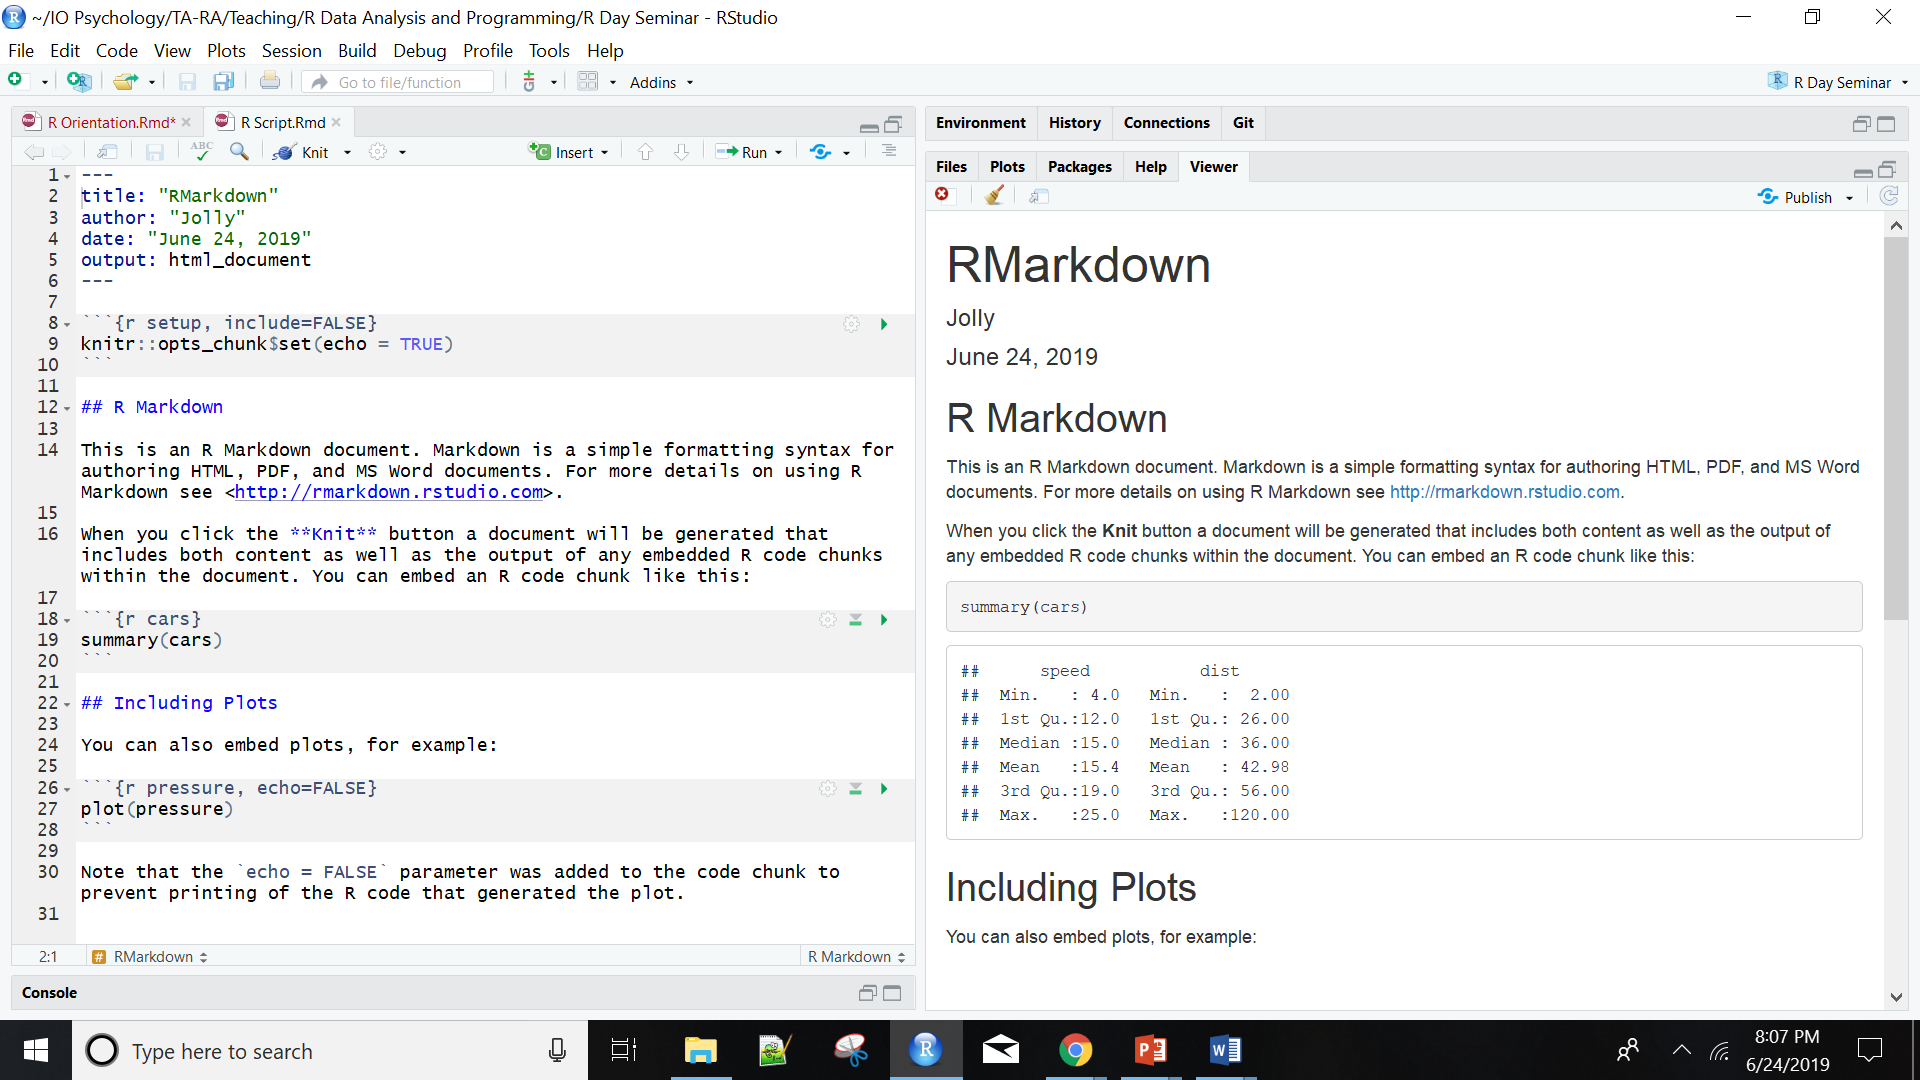 ~/IO Psychology/TA-RA/Teaching/R Data Analysis and Programming/R Day Seminar - RStudio
File Edit Code View Plots Session Build Debug Profile Tools Help
Go to file/function
Addins
R Day Seminar
R Orientation.Rmd*
R Script.Rmd
ABC
Knit
Insert
Run
1 ---
2 title: "RMarkdown"
3 author: "Jolly"
4 date: "June 24, 2019"
5 output: html_document
6 ---
7
8 ```{r setup, include=FALSE}
9 knitr::opts_chunk$set(echo = TRUE)
10 ```
11
12 ## R Markdown
13
14 This is an R Markdown document. Markdown is a simple formatting syntax for
authoring HTML, PDF, and MS Word documents. For more details on using R
Markdown see <http://rmarkdown.rstudio.com>.
15
16 When you click the **Knit** button a document will be generated that
includes both content as well as the output of any embedded R code chunks
within the document. You can embed an R code chunk like this:
17
18 ```{r cars}
19 summary(cars)
20 ```
21
22 ## Including Plots
23
24 You can also embed plots, for example:
25
26 ```{r pressure, echo=FALSE}
27 plot(pressure)
28 ```
29
30 Note that the `echo = FALSE` parameter was added to the code chunk to
prevent printing of the R code that generated the plot.
31
2:1
# RMarkdown
R Markdown
Console
Environment History Connections Git
Files Plots Packages Help Viewer
Publish
RMarkdown
Jolly
June 24, 2019
R Markdown
This is an R Markdown document. Markdown is a simple formatting syntax for authoring HTML, PDF, and MS Word
documents. For more details on using R Markdown see http://rmarkdown.rstudio.com.
When you click the Knit button a document will be generated that includes both content as well as the output of
any embedded R code chunks within the document. You can embed an R code chunk like this:
summary(cars)
##      speed           dist
##  Min.   : 4.0   Min.   :  2.00
##  1st Qu.:12.0   1st Qu.: 26.00
##  Median :15.0   Median : 36.00
##  Mean   :15.4   Mean   : 42.98
##  3rd Qu.:19.0   3rd Qu.: 56.00
##  Max.   :25.0   Max.   :120.00
Including Plots
You can also embed plots, for example:
Type here to search
8:07 PM
6/24/2019